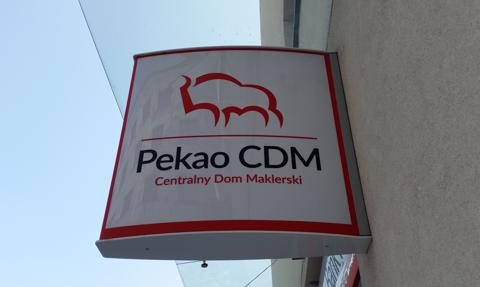 Pekao CDM
Centralny Dom Maklerski